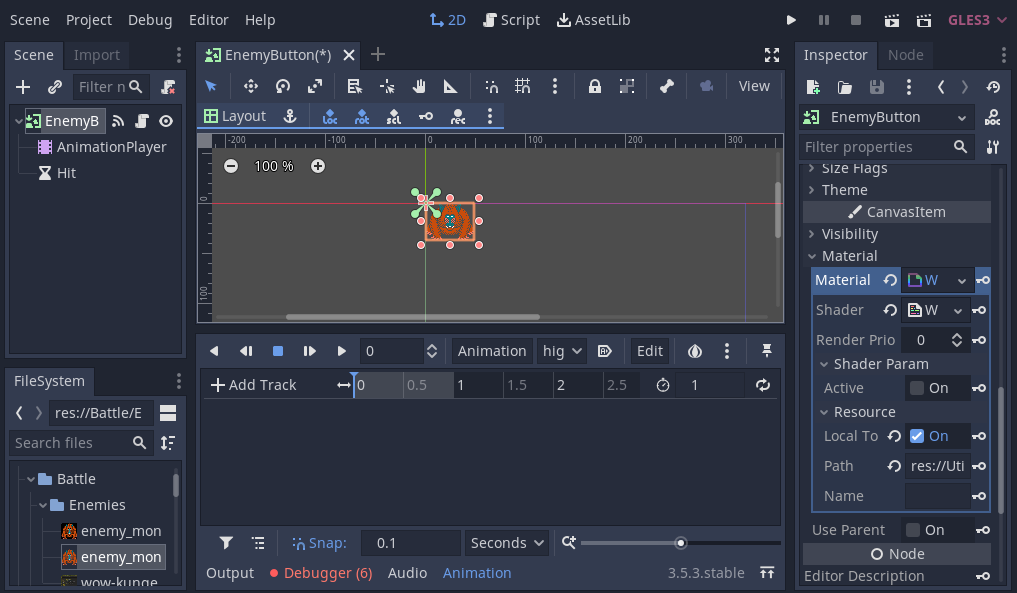 Scene Project Debug Editor Help 2D Script AssetLib GLES3
Scene Import
Filter n
EnemyB
AnimationPlayer
Hit
FileSystem
res://Battle/E
Search files
Battle
Enemies
enemy_mon
enemy_mon
wow-kunge
EnemyButton(*)
View
Layout
-200 -100 0 100 200 300
100 %
0
100
0 Animation hig Edit
Add Track 0 0.5 1 1.5 2 2.5 1
Snap: 0.1 Seconds
Output Debugger (6) Audio Animation 3.5.3.stable
Inspector Node
EnemyButton
DOC
Filter properties
Size Flags
Theme
CanvasItem
Visibility
Material
Material W
Shader W
Render Prio 0
Shader Param
Active On
Resource
Local To On
Path res://Uti
Name
Use Parent On
Node
Editor Description